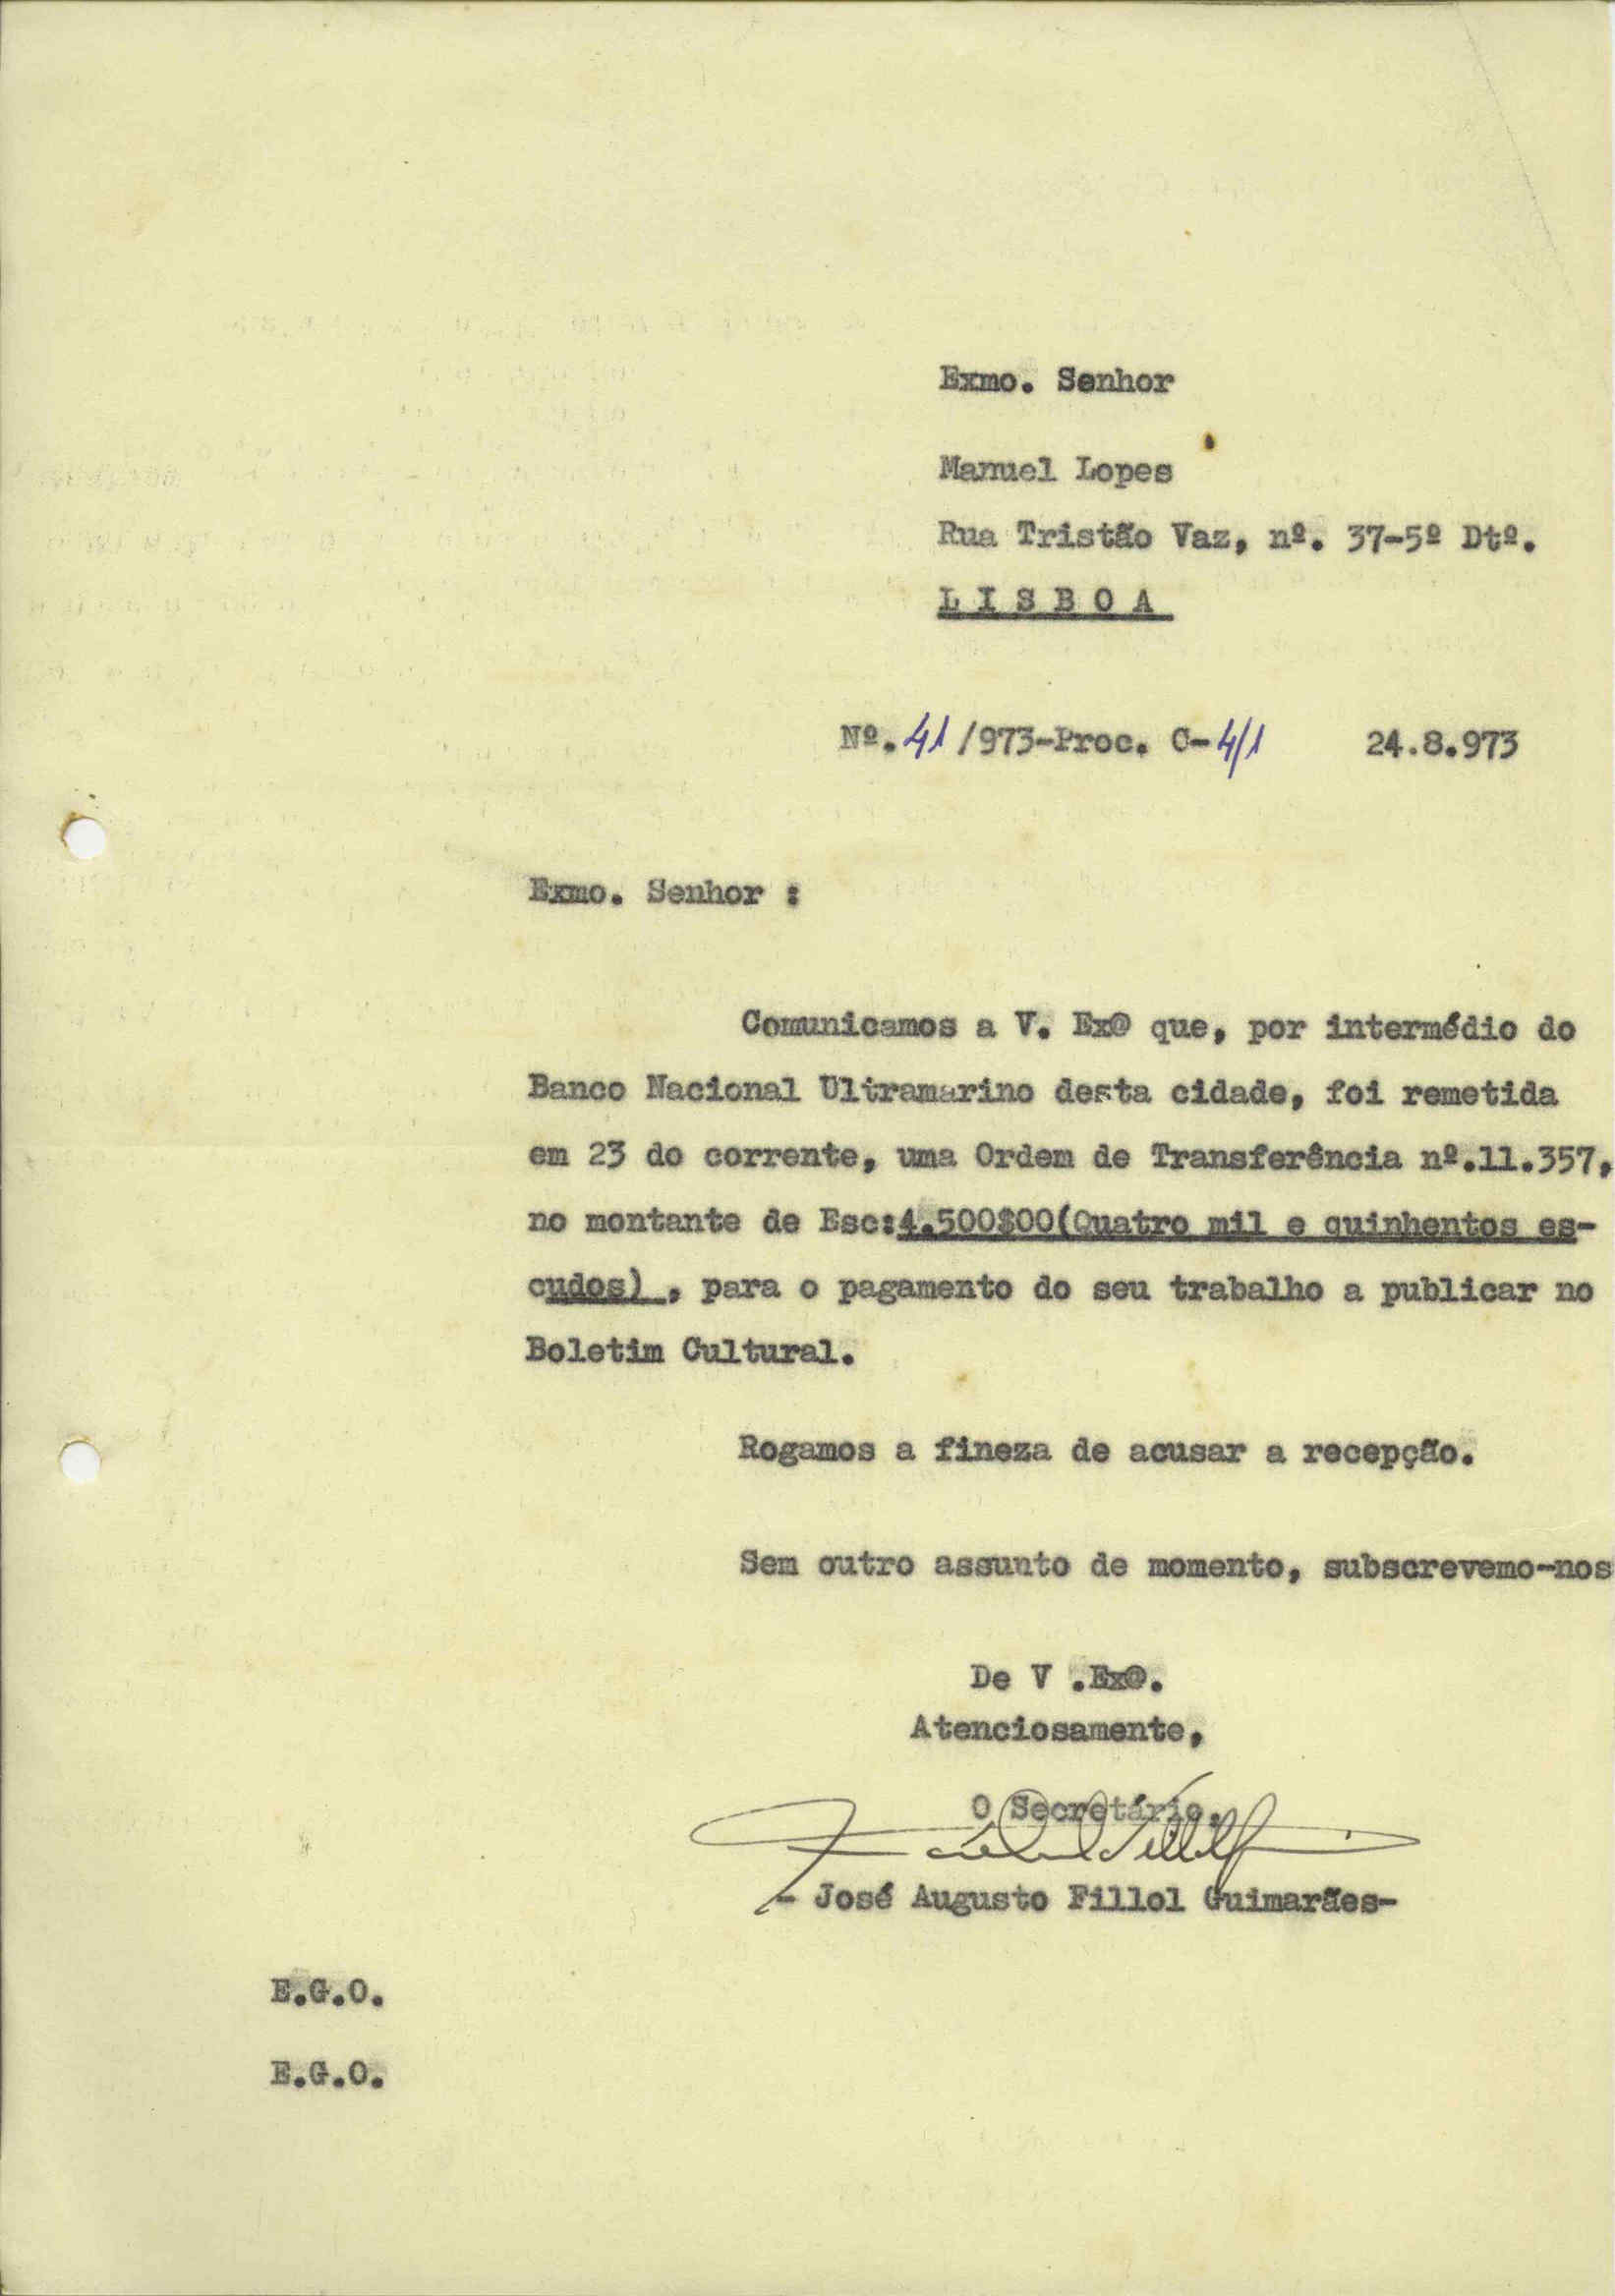 Exmo. Senhor
Manuel Lopes
Rua Tristão Vaz, nº. 37-5º Dtº.
L I S B O A
Nº. 41 /973-Proc. C-4/1 24.8.973
Exmo. Senhor :
Comunicamos a V. Ex@ que, por intermédio do
Banco Nacional Ultramarino desta cidade, foi remetida
em 23 do corrente, uma Ordem de Transferência nº.11.357,
no montante de Esc:4.500$00(Quatro mil e quinhentos es-
cudos) , para o pagamento do seu trabalho a publicar no
Boletim Cultural.
Rogamos a fineza de acusar a recepção.
Sem outro assunto de momento, subscrevemo-nos
De V .Ex@.
Atenciosamente,
O Secretário,
- José Augusto Fillol Guimarães-
E.G.O.
E.G.O.